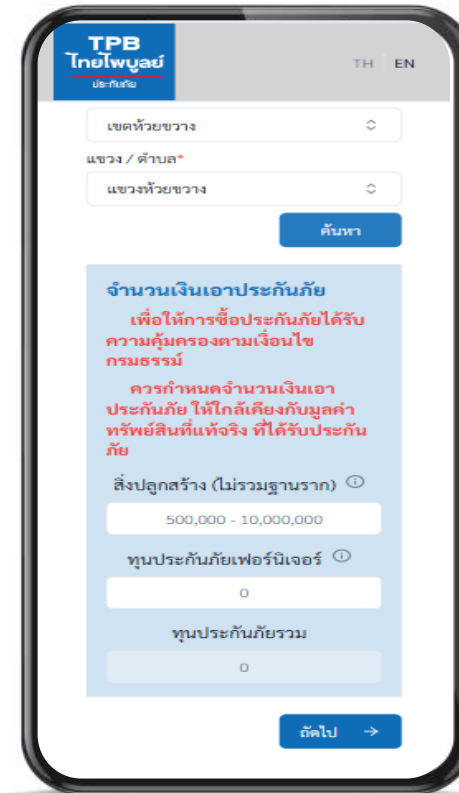 TPB
ไทยไพบูลย์
ประกันภัย
TH EN
เขตห้วยขวาง
แขวง / ตำบล*
แขวงห้วยขวาง
ค้นหา
จำนวนเงินเอาประกันภัย
เพื่อให้การซื้อประกันภัยได้รับ
ความคุ้มครองตามเงื่อนไข
กรมธรรม์
ควรกำหนดจำนวนเงินเอา
ประกันภัย ให้ใกล้เคียงกับมูลค่า
ทรัพย์สินที่แท้จริง ที่ได้รับประกัน
ภัย
สิ่งปลูกสร้าง (ไม่รวมฐานราก)
500,000 - 10,000,000
ทุนประกันภัยเฟอร์นิเจอร์
0
ทุนประกันภัยรวม
0
ถัดไป →